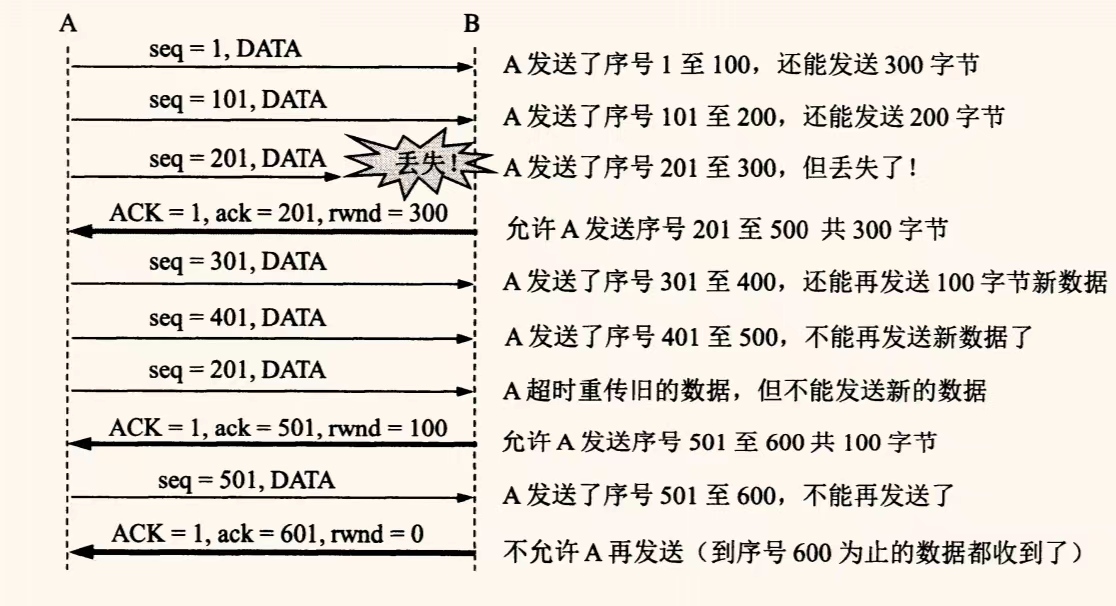 A B
seq = 1, DATA A 发送了序号 1 至 100，还能发送 300 字节
seq = 101, DATA A 发送了序号 101 至 200，还能发送 200 字节
seq = 201, DATA 丢失！ A 发送了序号 201 至 300，但丢失了！
ACK = 1, ack = 201, rwnd = 300 允许 A 发送序号 201 至 500 共 300 字节
seq = 301, DATA A 发送了序号 301 至 400，还能再发送 100 字节新数据
seq = 401, DATA A 发送了序号 401 至 500，不能再发送新数据了
seq = 201, DATA A 超时重传旧的数据，但不能发送新的数据
ACK = 1, ack = 501, rwnd = 100 允许 A 发送序号 501 至 600 共 100 字节
seq = 501, DATA A 发送了序号 501 至 600，不能再发送了
ACK = 1, ack = 601, rwnd = 0 不允许 A 再发送（到序号 600 为止的数据都收到了）